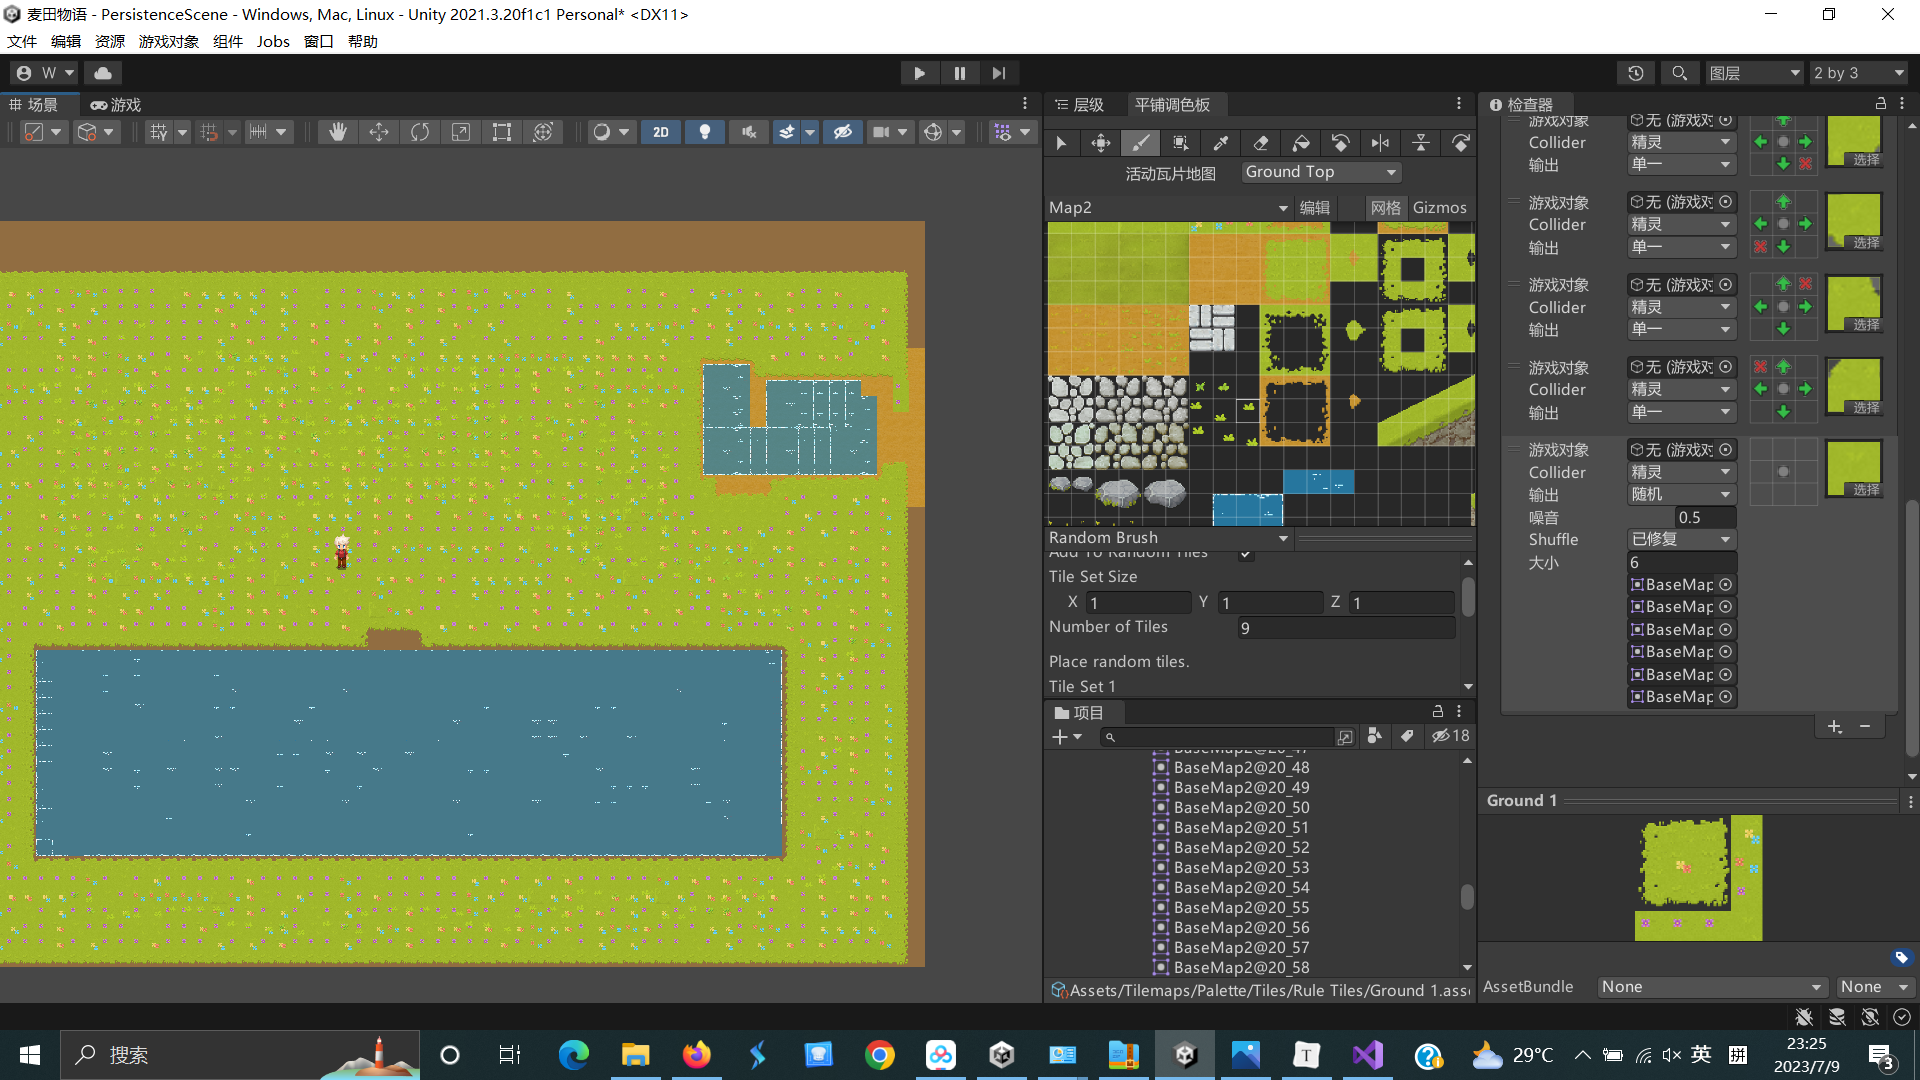 麦田物语 - PersistenceScene - Windows, Mac, Linux - Unity 2021.3.20f1c1 Personal* <DX11>
文件 编辑 资源 游戏对象 组件 Jobs 窗口 帮助
W
图层
2 by 3
场景 游戏
2D
层级 平铺调色板
活动瓦片地图 Ground Top
Map2 编辑 网格 Gizmos
Random Brush
Add To Random Tiles
Tile Set Size
X 1 Y 1 Z 1
Number of Tiles 9
Place random tiles.
Tile Set 1
项目
18
BaseMap2@20_47
BaseMap2@20_48
BaseMap2@20_49
BaseMap2@20_50
BaseMap2@20_51
BaseMap2@20_52
BaseMap2@20_53
BaseMap2@20_54
BaseMap2@20_55
BaseMap2@20_56
BaseMap2@20_57
BaseMap2@20_58
Assets/Tilemaps/Palette/Tiles/Rule Tiles/Ground 1.ass
检查器
游戏对象 无 (游戏对
Collider 精灵
输出 单一
选择
游戏对象 无 (游戏对
Collider 精灵
输出 单一
选择
游戏对象 无 (游戏对
Collider 精灵
输出 单一
选择
游戏对象 无 (游戏对
Collider 精灵
输出 单一
选择
游戏对象 无 (游戏对
Collider 精灵
输出 随机
选择
噪音 0.5
Shuffle 已修复
大小 6
BaseMap
BaseMap
BaseMap
BaseMap
BaseMap
BaseMap
Ground 1
AssetBundle None None
搜索
29°C
英
拼
23:25
2023/7/9
3